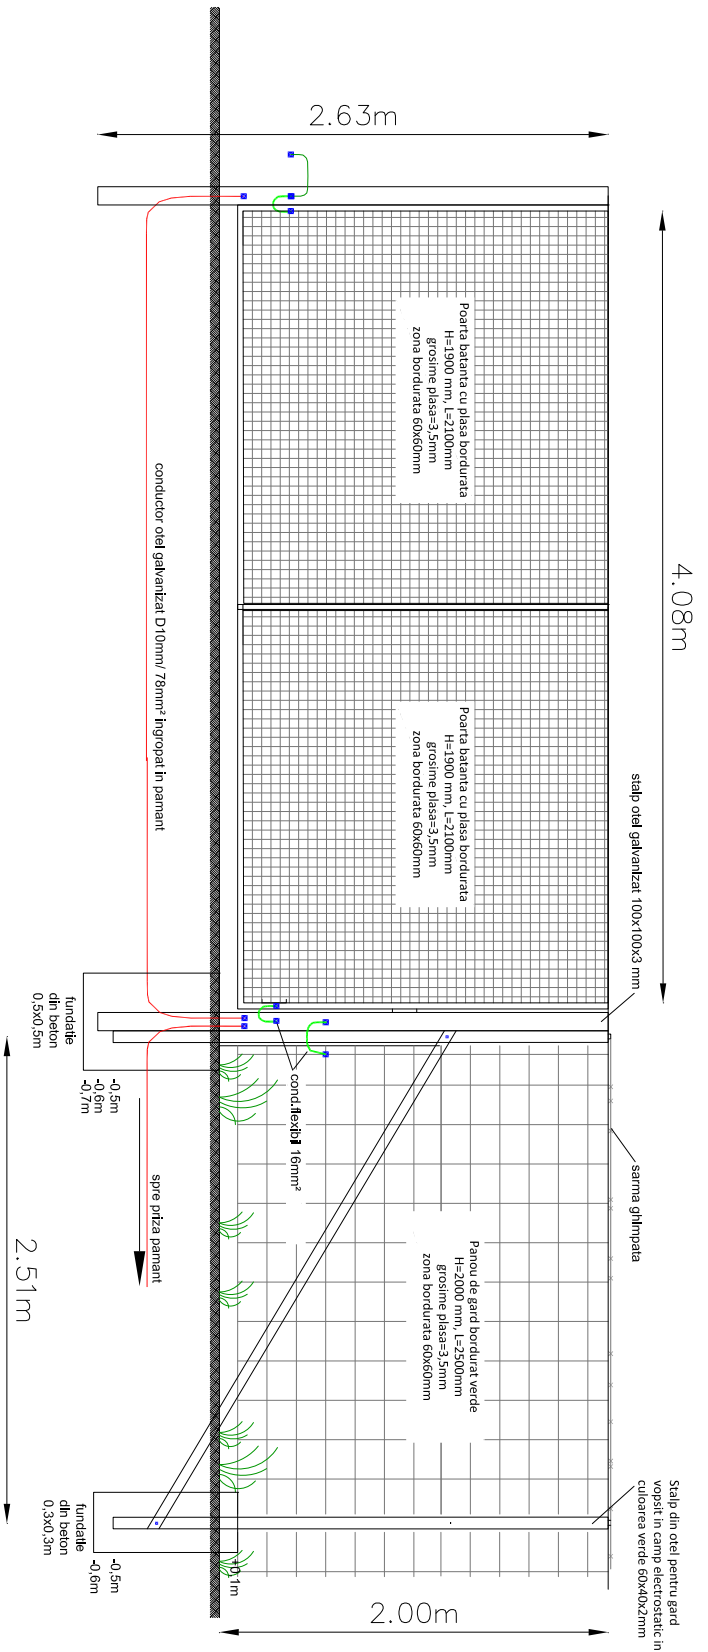 2.63m
4.08m
Poarta batanta cu plasa bordurata
H=1900 mm, L=2100mm
grosime plasa=3,5mm
zona bordurata 60x60mm
Poarta batanta cu plasa bordurata
H=1900 mm, L=2100mm
grosime plasa=3,5mm
zona bordurata 60x60mm
stalp otel galvanizat 100x100x3 mm
conductor otel galvanizat D10mm/ 78mm² ingropat in pamant
fundatie
din beton
0,5x0,5m
-0,5m
-0,6m
-0,7m
cond.flexibil 16mm²
spre priza pamant
sarma ghimpata
Panou de gard bordurat verde
H=2000 mm, L=2500mm
grosime plasa=3,5mm
zona bordurata 60x60mm
2.51m
Stalp din otel pentru gard
vopsit in camp electrostatic in
culoarea verde 60x40x2mm
fundatie
din beton
0,3x0,3m
-0,5m
-0,6m
+0.1m
2.00m